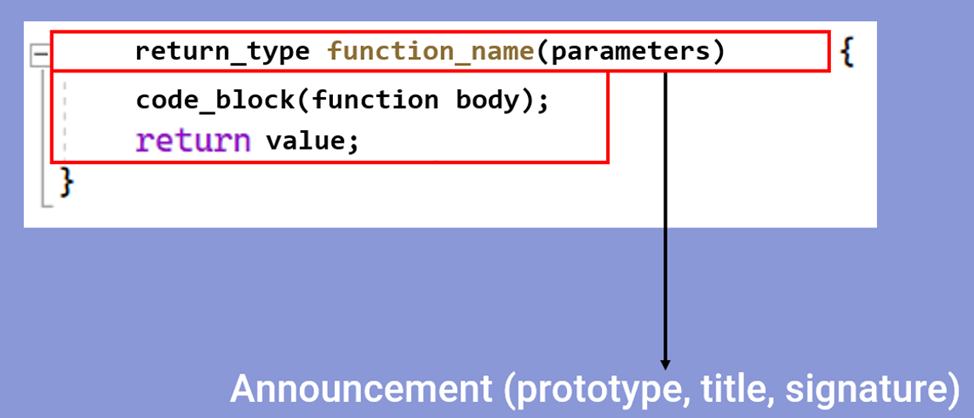 return_type function_name(parameters) {
code_block(function body);
return value;
}
Announcement (prototype, title, signature)